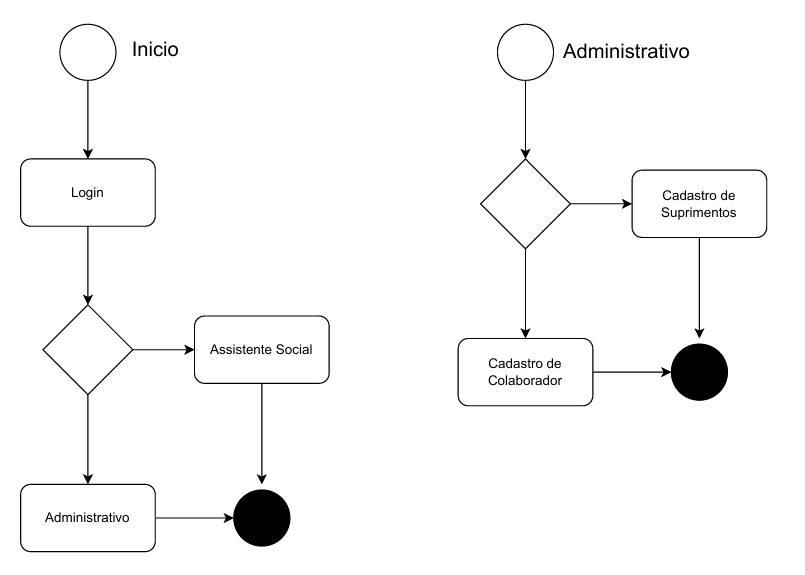 Inicio
Login
Assistente Social
Administrativo
Administrativo
Cadastro de
Suprimentos
Cadastro de
Colaborador